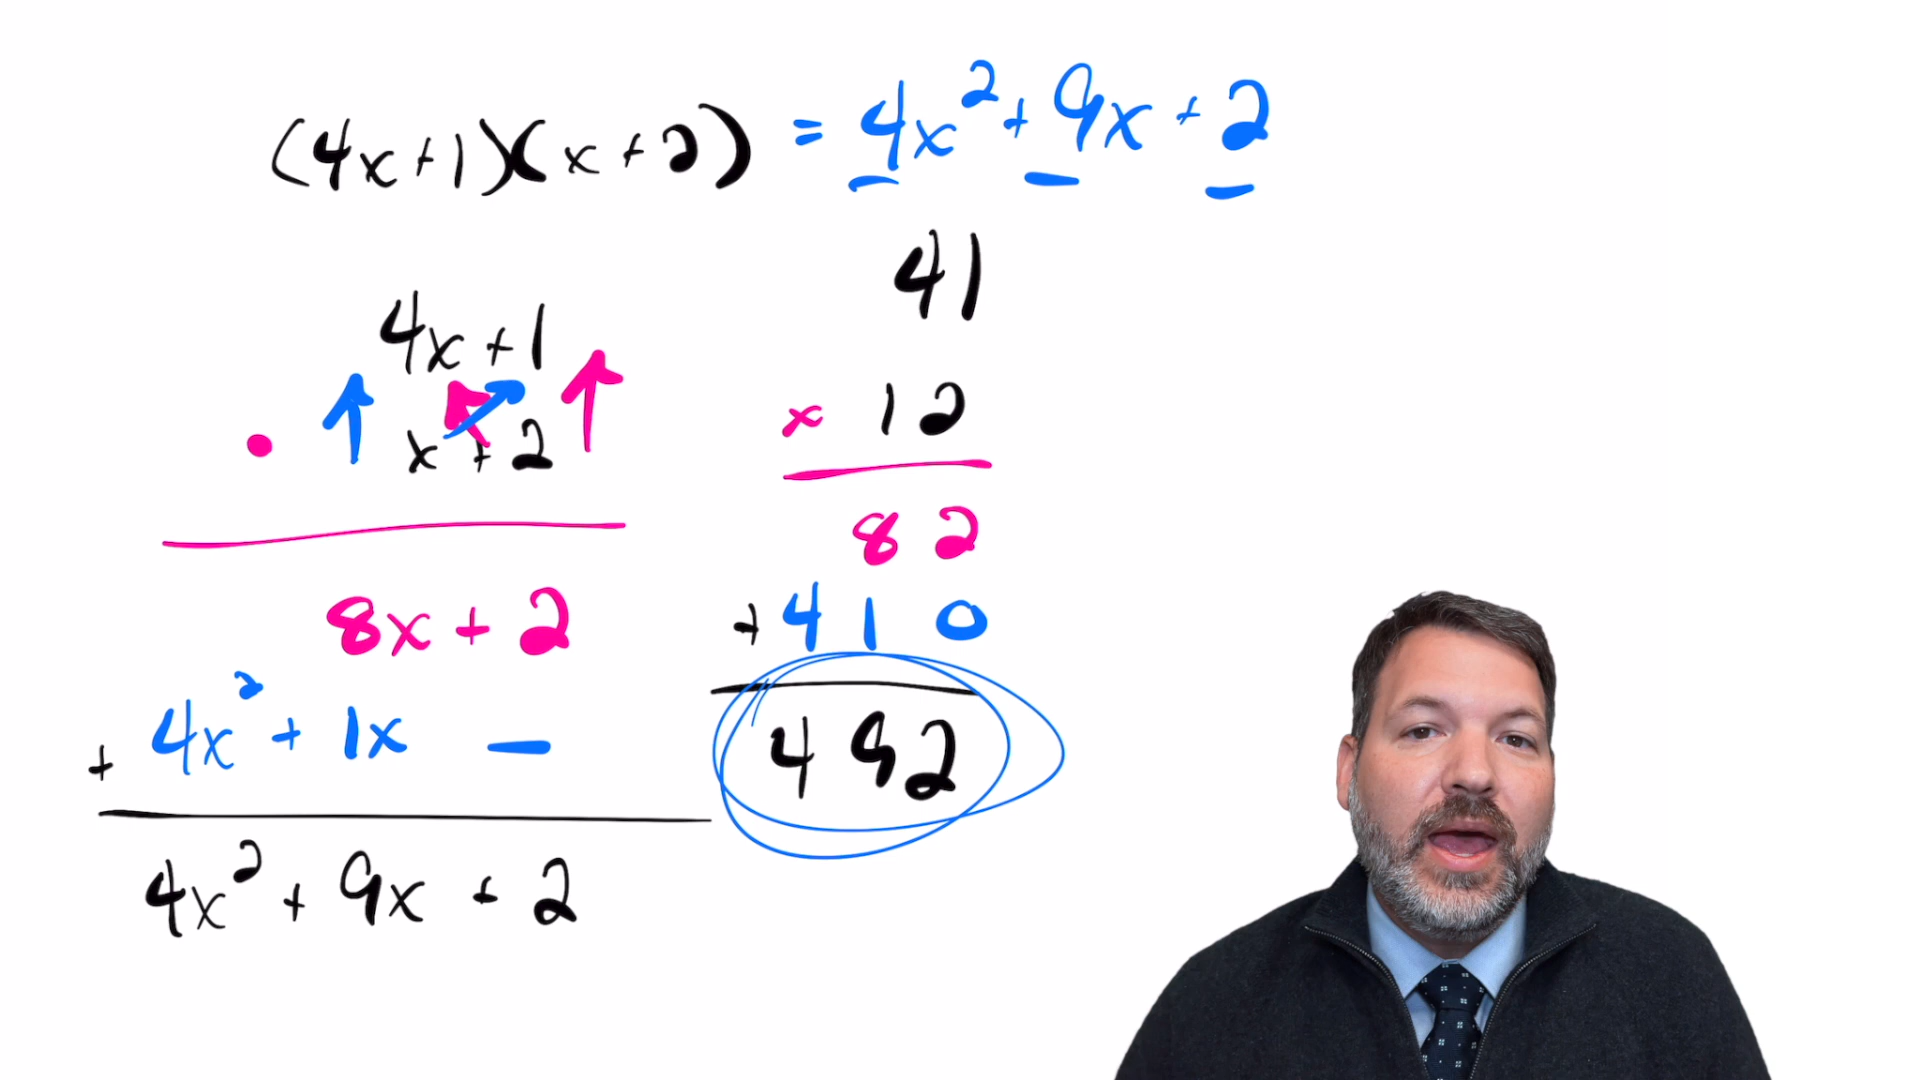 (4x+1)(x+2) = 4x²+9x+2
4x+1
x+2
8x+2
+ 4x²+1x –
4x²+9x+2
41
× 12
82
+ 410
492